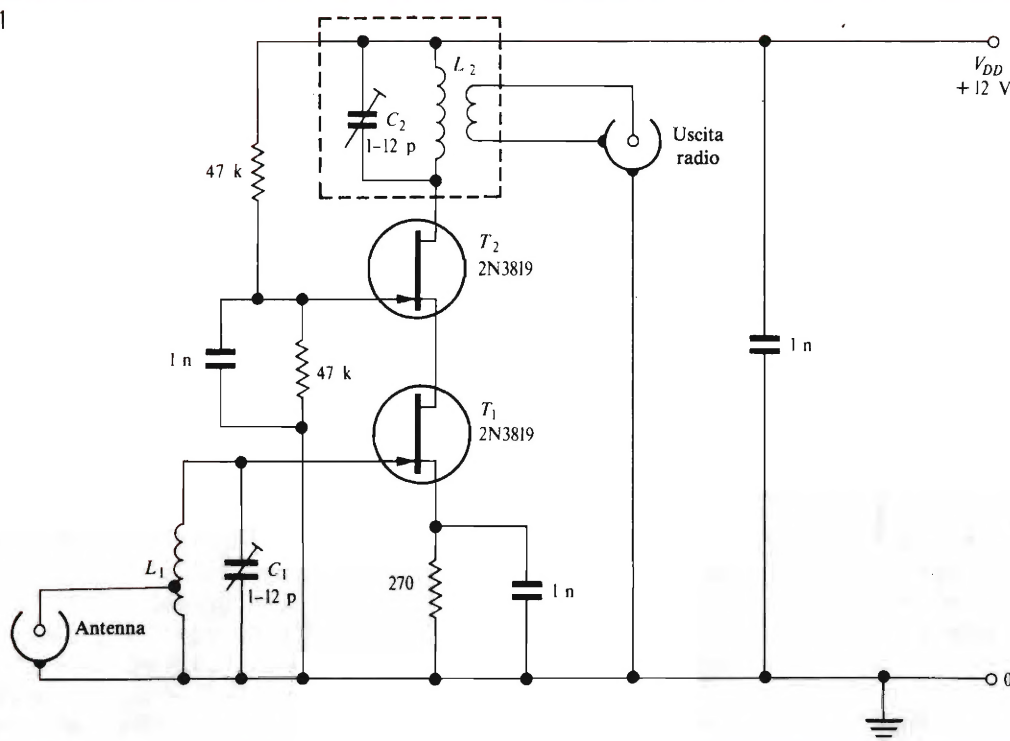 1
L₂
V_DD
+ 12 V
C₂
1–12 p
Uscita
radio
47 k
T₂
2N3819
1 n
47 k
1 n
T₁
2N3819
L₁
C₁
1–12 p
270
1 n
Antenna
0